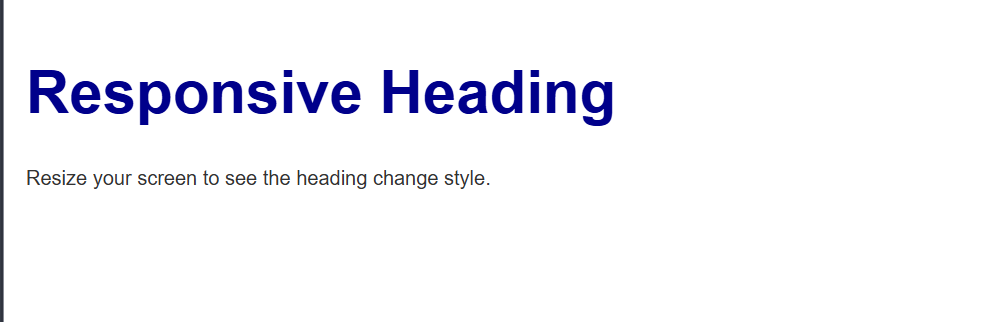 Responsive Heading
Resize your screen to see the heading change style.